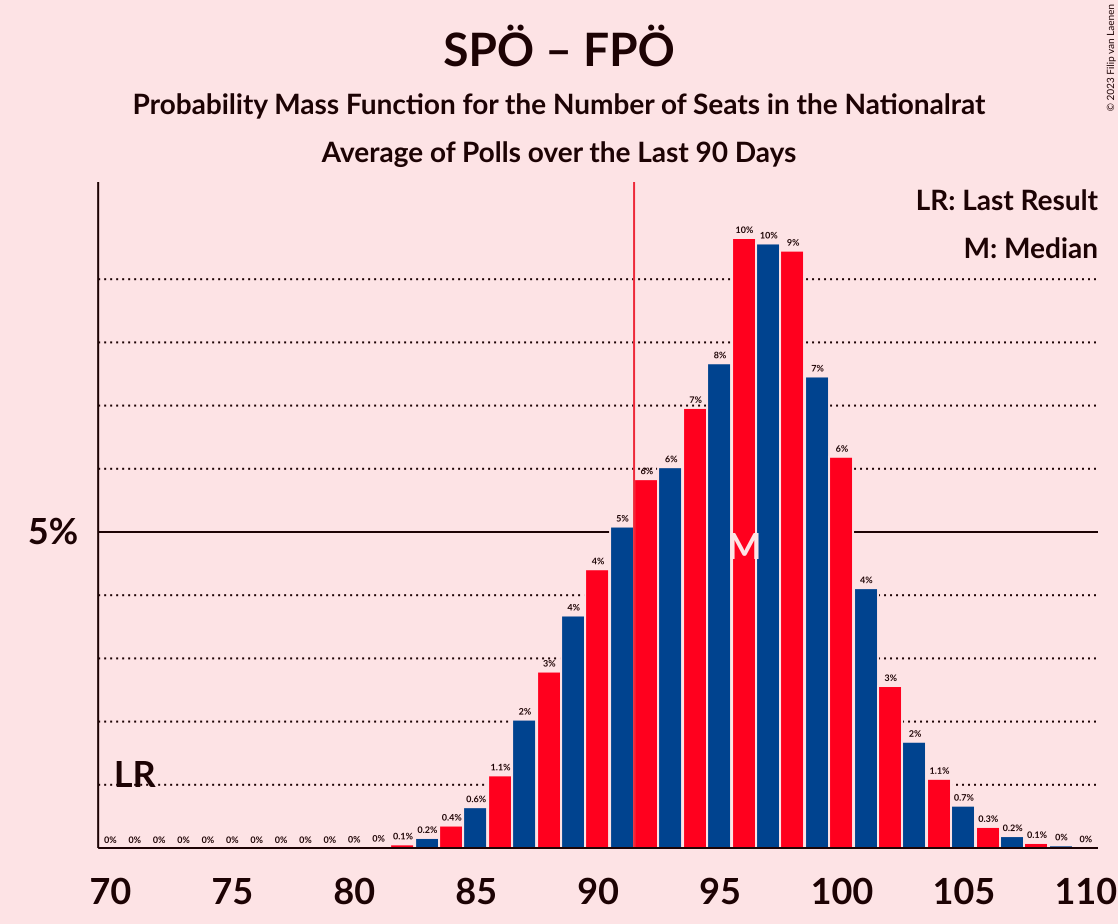 SPÖ – FPÖ
Probability Mass Function for the Number of Seats in the Nationalrat
Average of Polls over the Last 90 Days
© 2023 Filip van Laenen
LR: Last Result
M: Median
5%
LR
M
0% 0% 0% 0% 0% 0% 0% 0% 0% 0% 0% 0% 0.1% 0.2% 0.4% 0.6% 1.1% 2% 3% 4% 4% 5% 6% 6% 7% 8% 10% 10% 9% 7% 6% 4% 3% 2% 1.1% 0.7% 0.3% 0.2% 0.1% 0% 0%
70 75 80 85 90 95 100 105 110